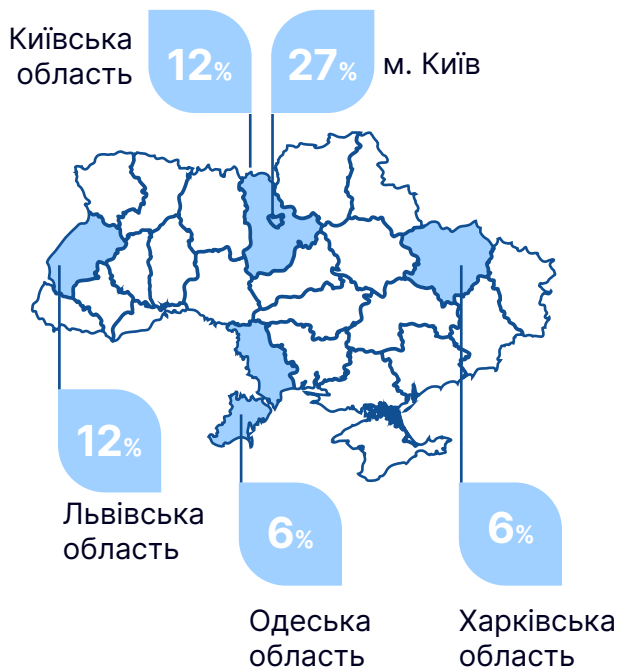 Київська
область
12%
27%
м. Київ
12%
Львівська
область
6%
Одеська
область
6%
Харківська
область